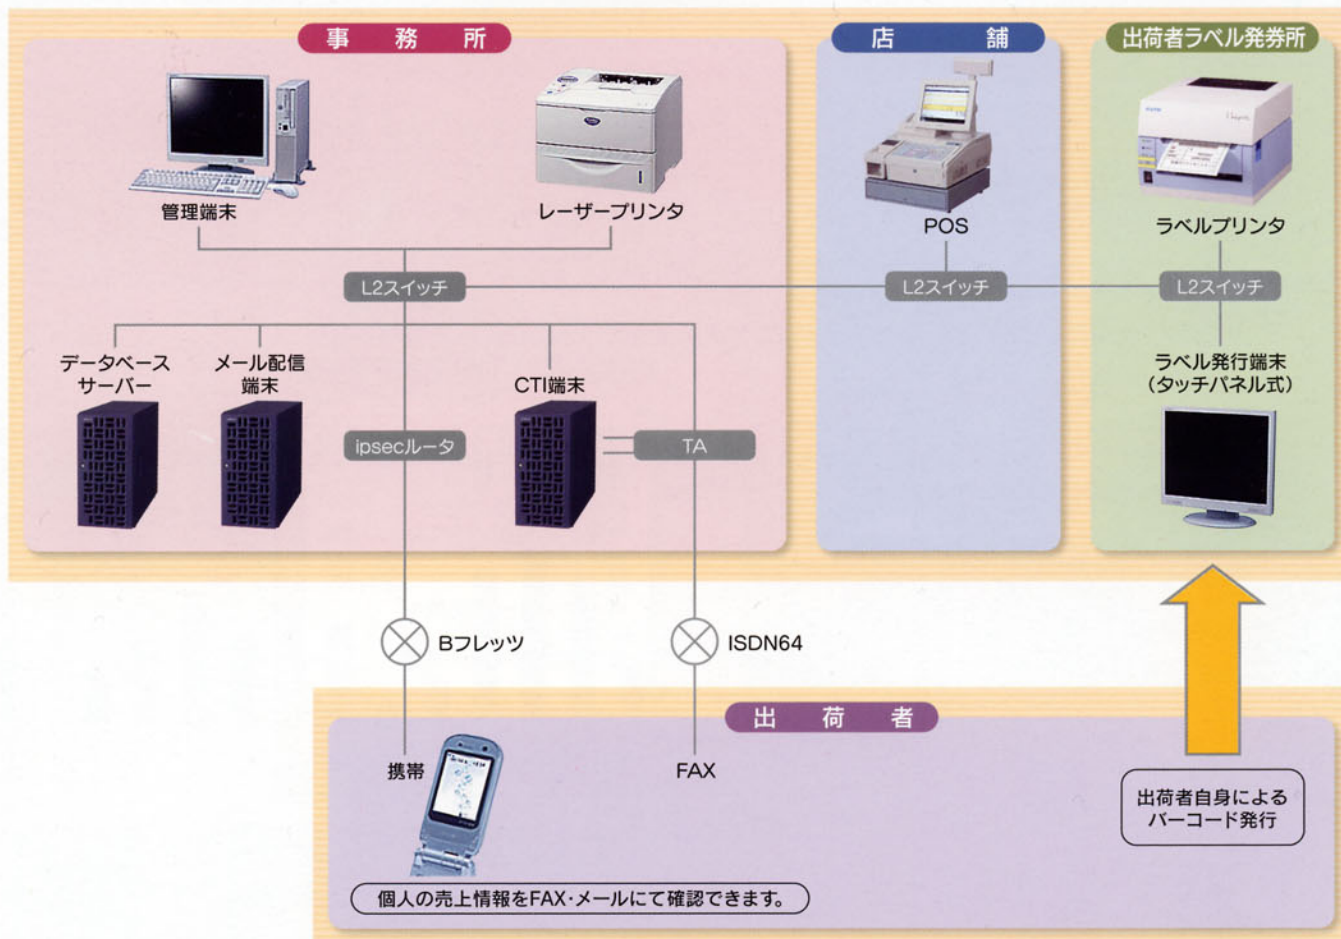 事務所
店舗
出荷者ラベル発券所
管理端末
レーザープリンタ
POS
ラベルプリンタ
L2スイッチ
L2スイッチ
L2スイッチ
データベース
サーバー
メール配信
端末
CTI端末
ラベル発行端末
（タッチパネル式）
ipsecルータ
TA
Bフレッツ
ISDN64
出荷者
携帯
FAX
出荷者自身による
バーコード発行
個人の売上情報をFAX・メールにて確認できます。